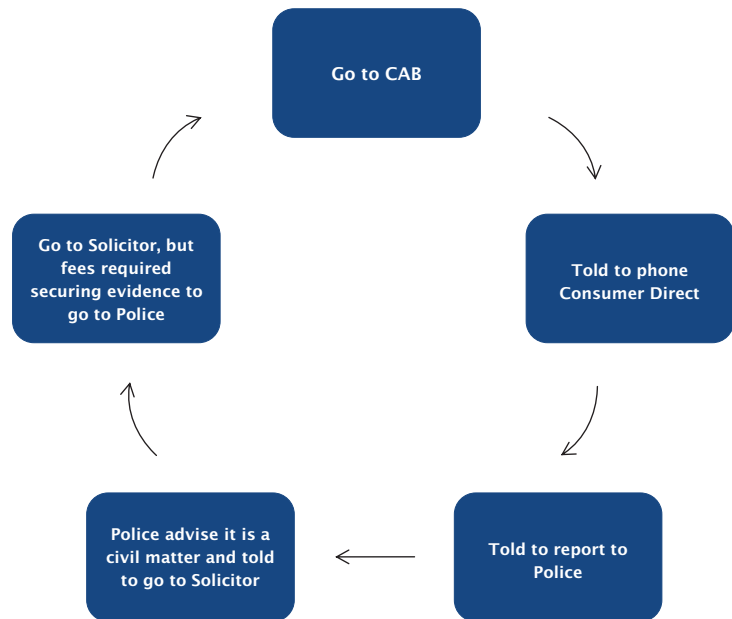 Go to CAB
Told to phone
Consumer Direct
Told to report to
Police
Police advise it is a
civil matter and told
to go to Solicitor
Go to Solicitor, but
fees required
securing evidence to
go to Police